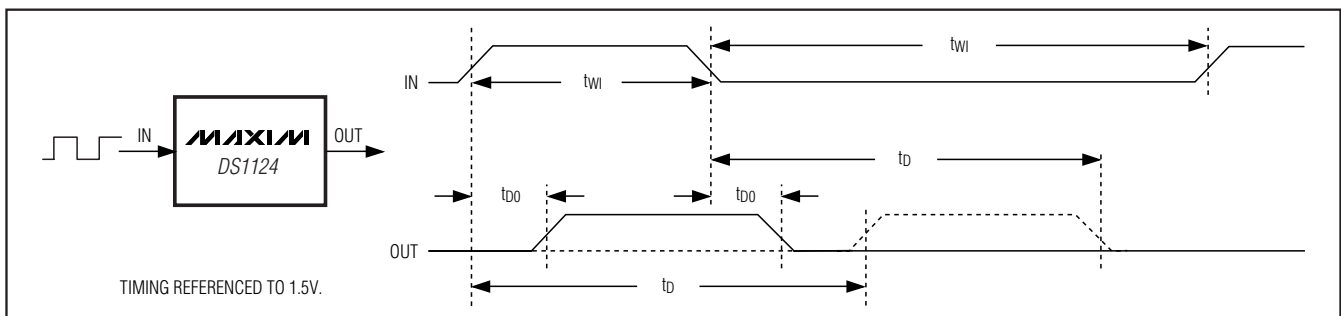 IN
MAXIM
DS1124
OUT
TIMING REFERENCED TO 1.5V.
IN
tWI
tWI
tD
tD0
tD0
OUT
tD